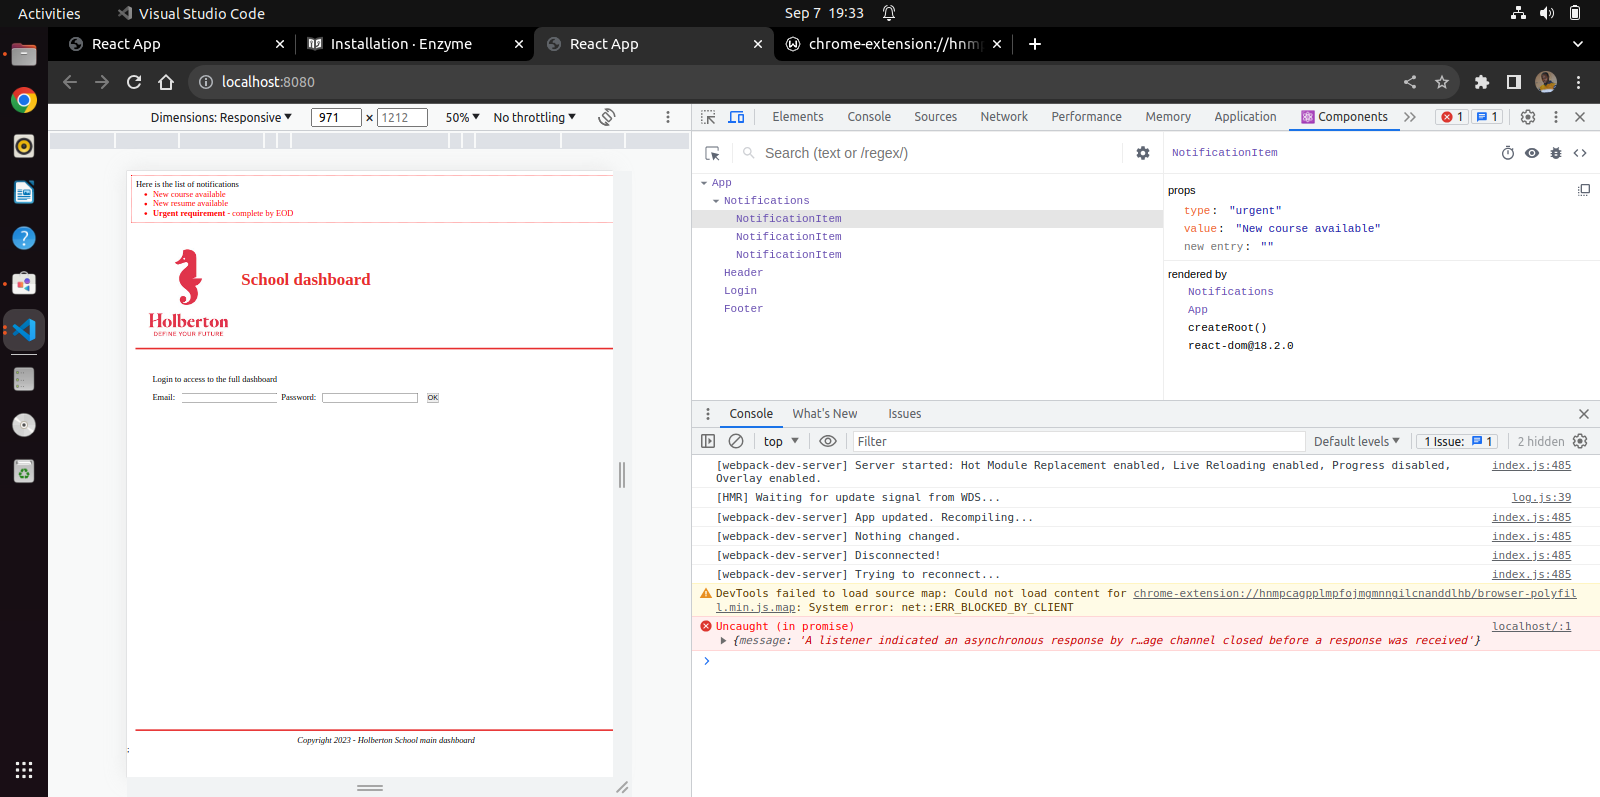 Activities
Visual Studio Code
Sep 7 19:33
React App
Installation · Enzyme
React App
chrome-extension://hnmp
localhost:8080
Dimensions: Responsive
971 × 1212
50%
No throttling
Elements
Console
Sources
Network
Performance
Memory
Application
Components
1
1
Search (text or /regex/)
App
Notifications
NotificationItem
NotificationItem
NotificationItem
Header
Login
Footer
NotificationItem
props
type: "urgent"
value: "New course available"
new entry: ""
rendered by
Notifications
App
createRoot()
react-dom@18.2.0
Here is the list of notifications
New course available
New resume available
Urgent requirement - complete by EOD
Holberton
DEFINE YOUR FUTURE
School dashboard
Login to access to the full dashboard
Email:
Password:
OK
Copyright 2023 - Holberton School main dashboard
;
Console
What's New
Issues
top
Filter
Default levels
1 Issue: 1
2 hidden
[webpack-dev-server] Server started: Hot Module Replacement enabled, Live Reloading enabled, Progress disabled, index.js:485
Overlay enabled.
[HMR] Waiting for update signal from WDS... log.js:39
[webpack-dev-server] App updated. Recompiling... index.js:485
[webpack-dev-server] Nothing changed. index.js:485
[webpack-dev-server] Disconnected! index.js:485
[webpack-dev-server] Trying to reconnect... index.js:485
DevTools failed to load source map: Could not load content for chrome-extension://hnmpcagpplmpfojmgmnngilcnanddlhb/browser-polyfil
l.min.js.map: System error: net::ERR_BLOCKED_BY_CLIENT
Uncaught (in promise) localhost/:1
{message: 'A listener indicated an asynchronous response by r…age channel closed before a response was received'}